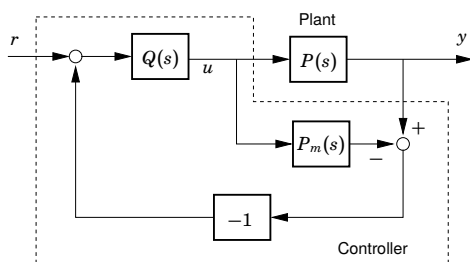 Plant
r
y
Q(s)
u
P(s)
+
P_m(s)
−
−1
Controller